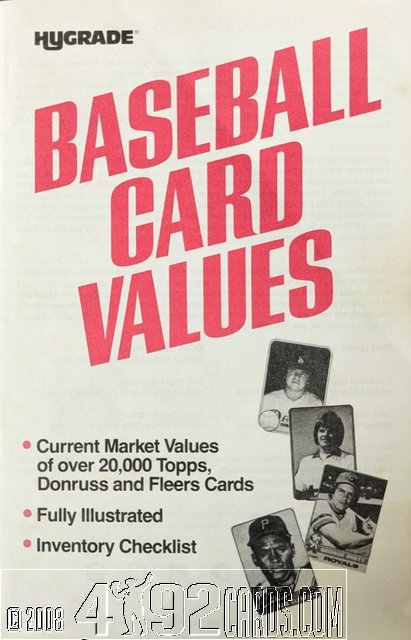 HYGRADE
BASEBALL
CARD
VALUES
• Current Market Values
of over 20,000 Topps,
Donruss and Fleers Cards
• Fully Illustrated
• Inventory Checklist
ROYALS
© 2008
4192CARDS.COM